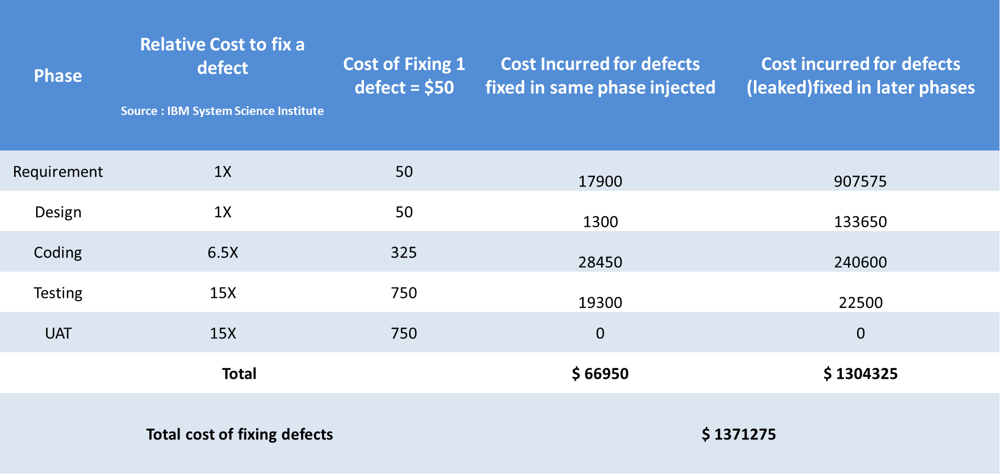 Phase
Relative Cost to fix a
defect
Source : IBM System Science Institute
Cost of Fixing 1
defect = $50
Cost Incurred for defects
fixed in same phase injected
Cost incurred for defects
(leaked)fixed in later phases
Requirement 1X 50 17900 907575
Design 1X 50 1300 133650
Coding 6.5X 325 28450 240600
Testing 15X 750 19300 22500
UAT 15X 750 0 0
Total $ 66950 $ 1304325
Total cost of fixing defects $ 1371275